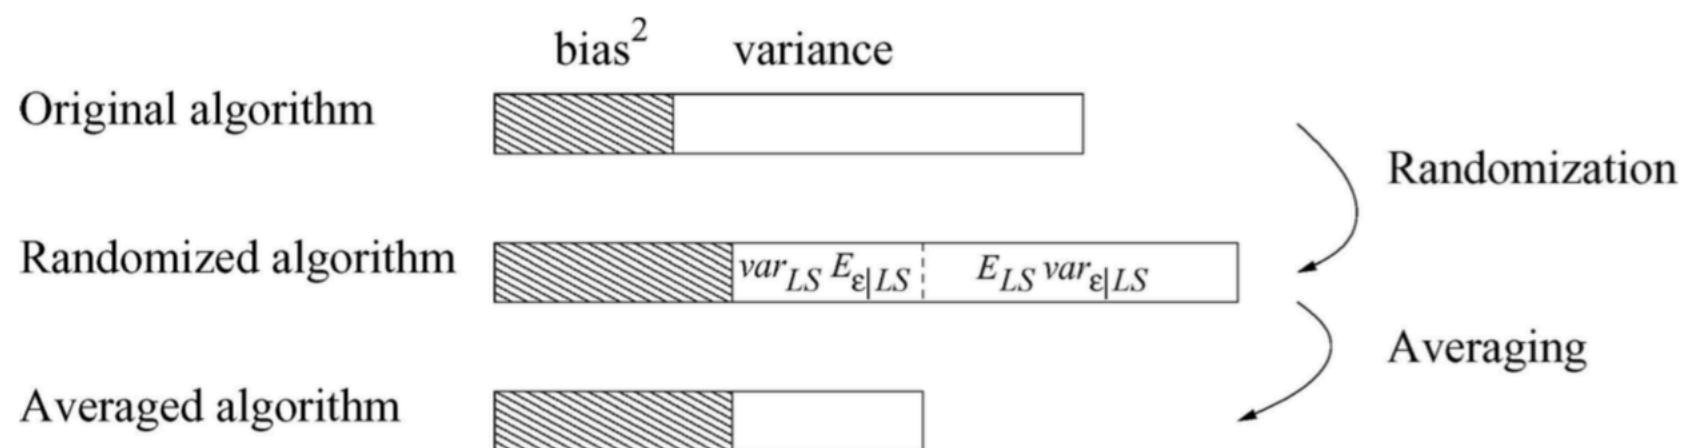 bias² variance
Original algorithm
Randomization
Randomized algorithm var_LS E_ε|LS E_LS var_ε|LS
Averaging
Averaged algorithm